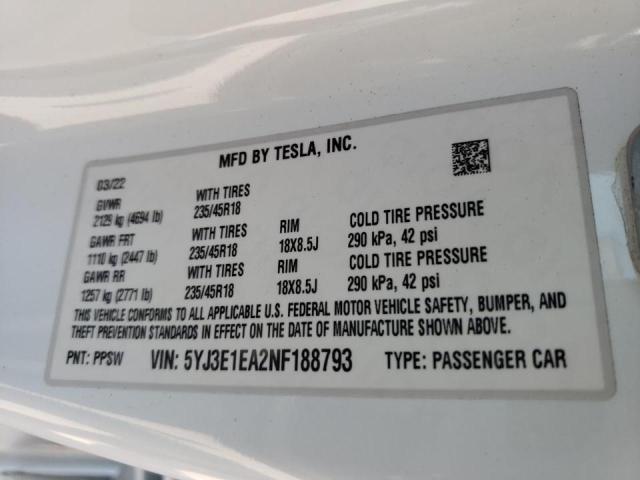 MFD BY TESLA, INC.
03/22
GVWR WITH TIRES
2129 kg (4694 lb) 235/45R18
GAWR FRT WITH TIRES RIM COLD TIRE PRESSURE
1110 kg (2447 lb) 235/45R18 18X8.5J 290 kPa, 42 psi
GAWR RR WITH TIRES RIM COLD TIRE PRESSURE
1257 kg (2771 lb) 235/45R18 18X8.5J 290 kPa, 42 psi
THIS VEHICLE CONFORMS TO ALL APPLICABLE U.S. FEDERAL MOTOR VEHICLE SAFETY, BUMPER, AND
THEFT PREVENTION STANDARDS IN EFFECT ON THE DATE OF MANUFACTURE SHOWN ABOVE.
PNT: PPSW VIN: 5YJ3E1EA2NF188793 TYPE: PASSENGER CAR